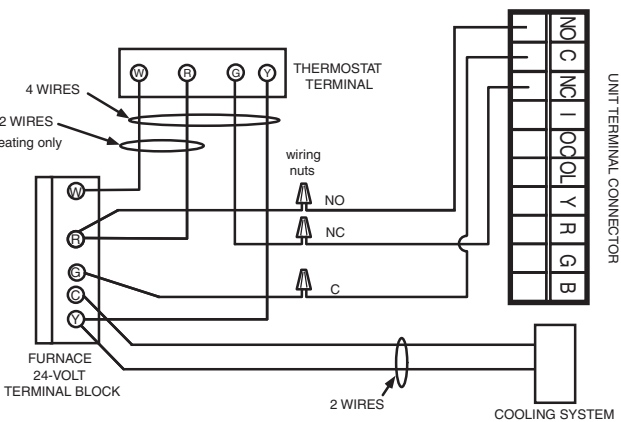 W R G Y
THERMOSTAT
TERMINAL
4 WIRES
2 WIRES
eating only
wiring
nuts
NO
NC
C
W
R
G
C
Y
FURNACE
24-VOLT
TERMINAL BLOCK
2 WIRES
COOLING SYSTEM
NO
C
NC
I
OC
OL
Y
R
G
B
UNIT TERMINAL CONNECTOR